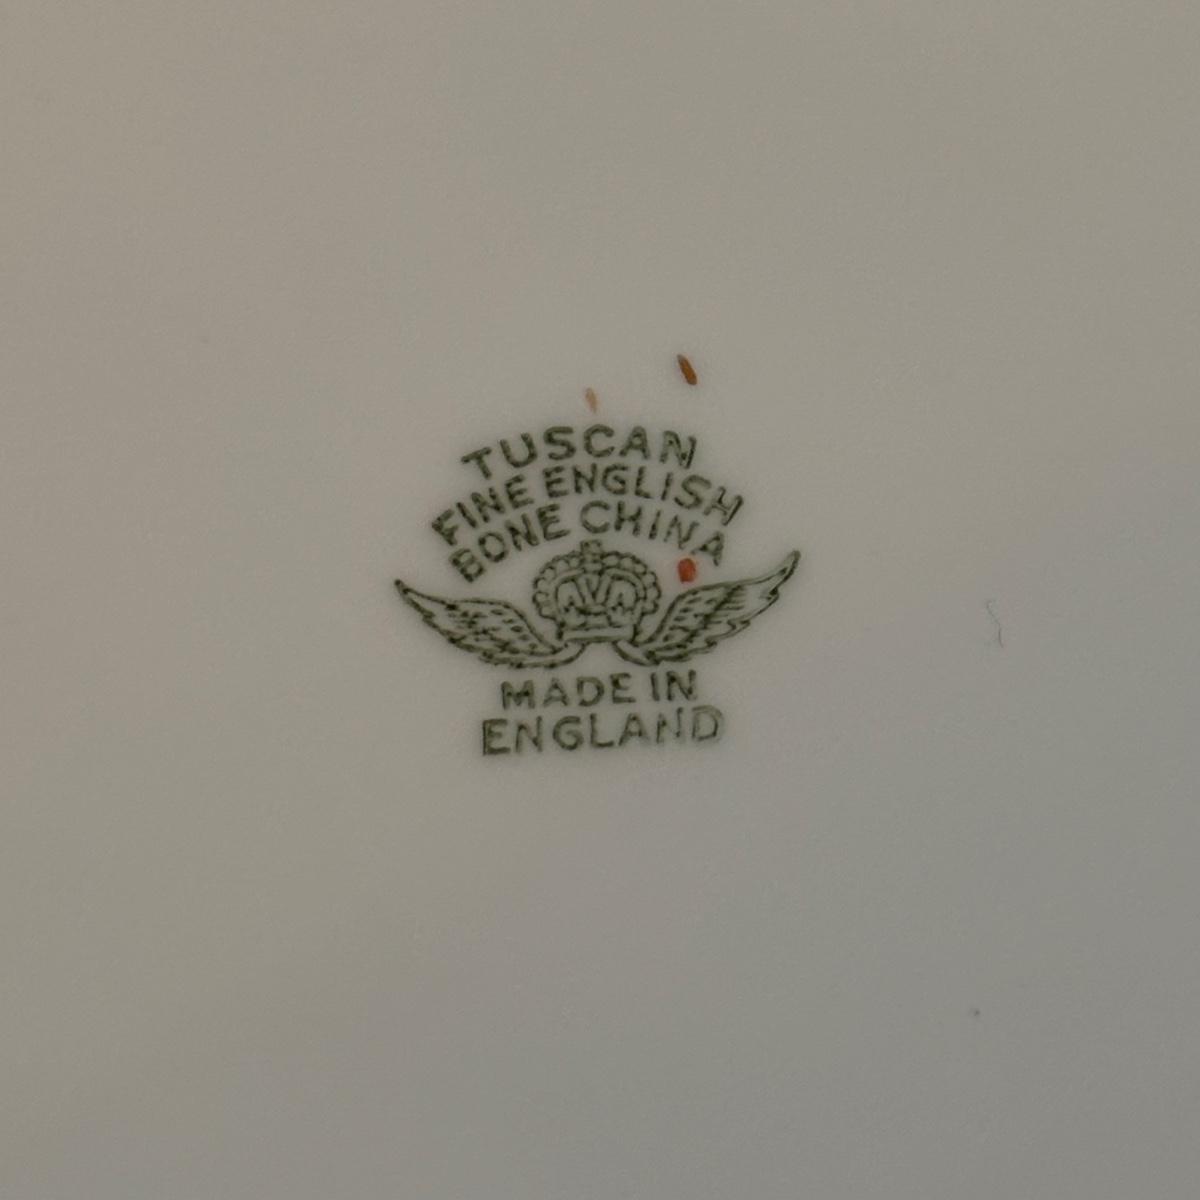 TUSCAN
FINE ENGLISH
BONE CHINA
MADE IN
ENGLAND